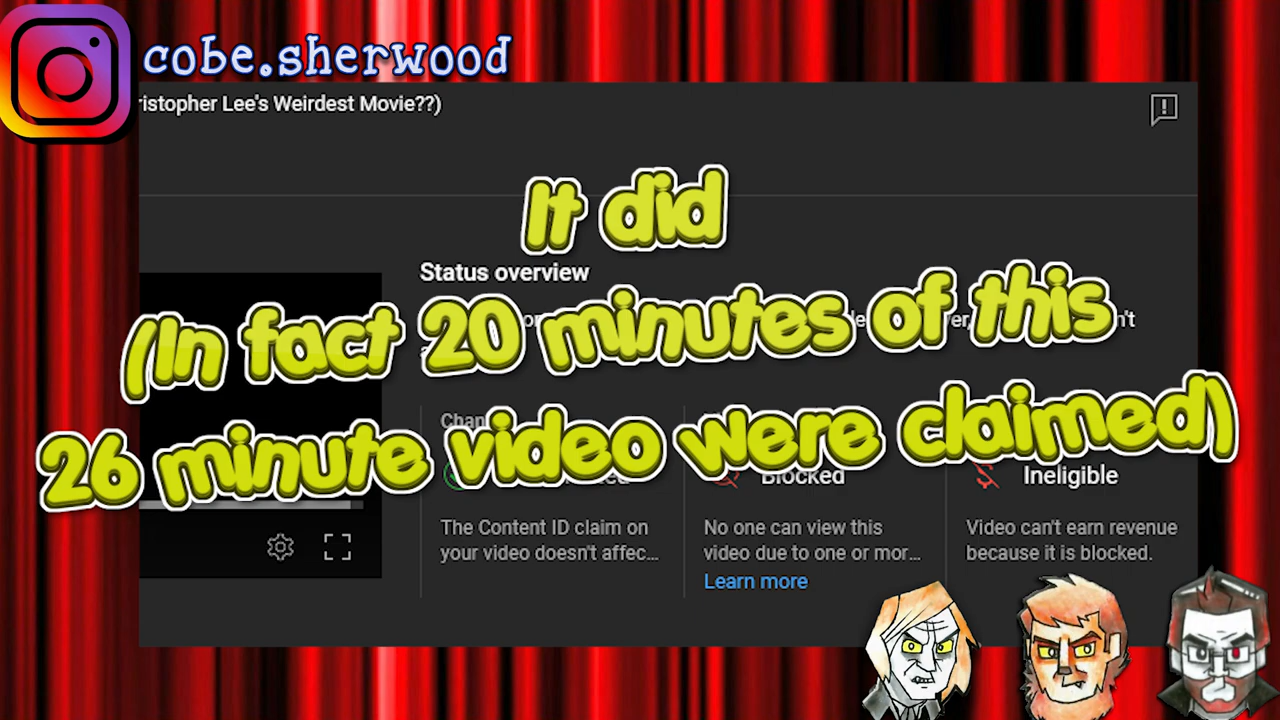 cobe.sherwood
ristopher Lee's Weirdest Movie??)
It did
Status overview
(In fact 20 minutes of this
26 minute video were claimed)
Blocked
Ineligible
The Content ID claim on
your video doesn't affec...
No one can view this
video due to one or mor...
Learn more
Video can't earn revenue
because it is blocked.